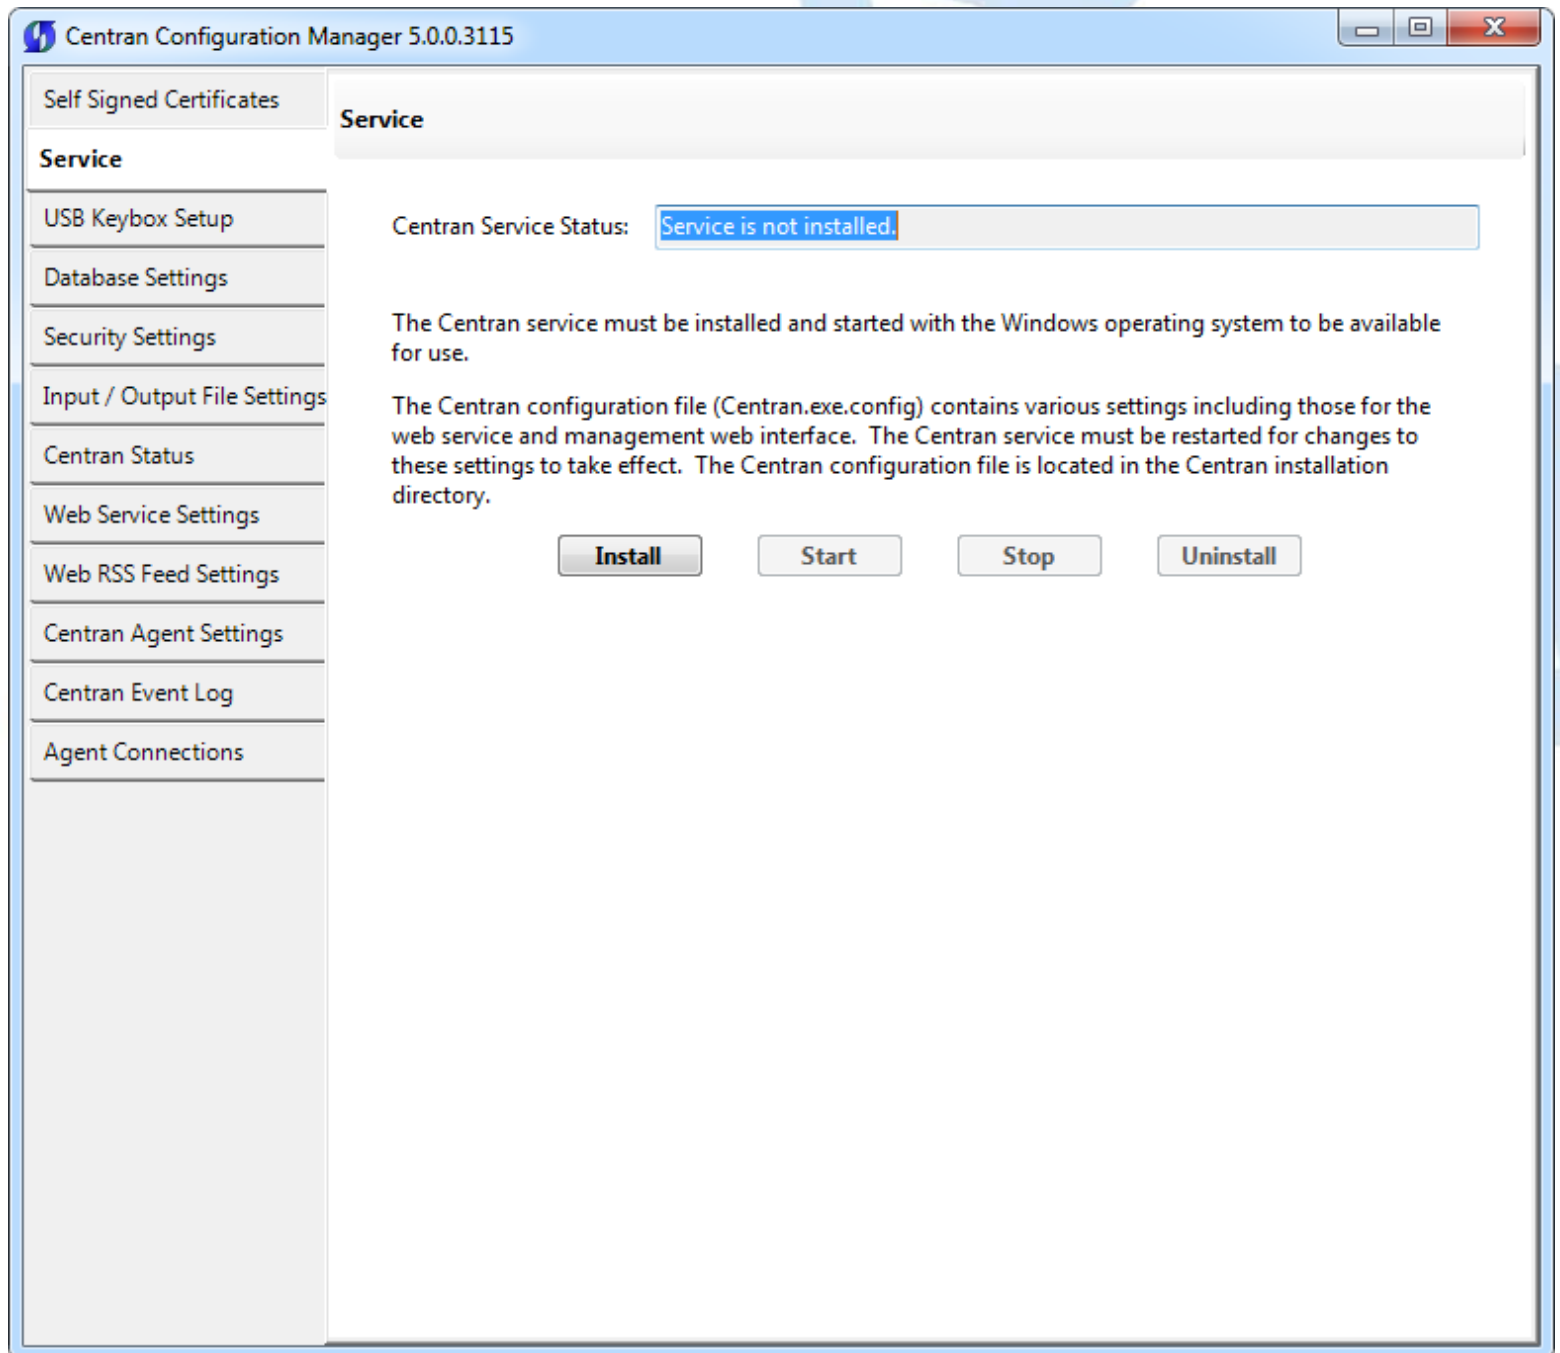 Centran Configuration Manager 5.0.0.3115
Self Signed Certificates
Service
USB Keybox Setup
Database Settings
Security Settings
Input / Output File Settings
Centran Status
Web Service Settings
Web RSS Feed Settings
Centran Agent Settings
Centran Event Log
Agent Connections
Service
Centran Service Status: Service is not installed.
The Centran service must be installed and started with the Windows operating system to be available
for use.
The Centran configuration file (Centran.exe.config) contains various settings including those for the
web service and management web interface.  The Centran service must be restarted for changes to
these settings to take effect.  The Centran configuration file is located in the Centran installation
directory.
Install Start Stop Uninstall